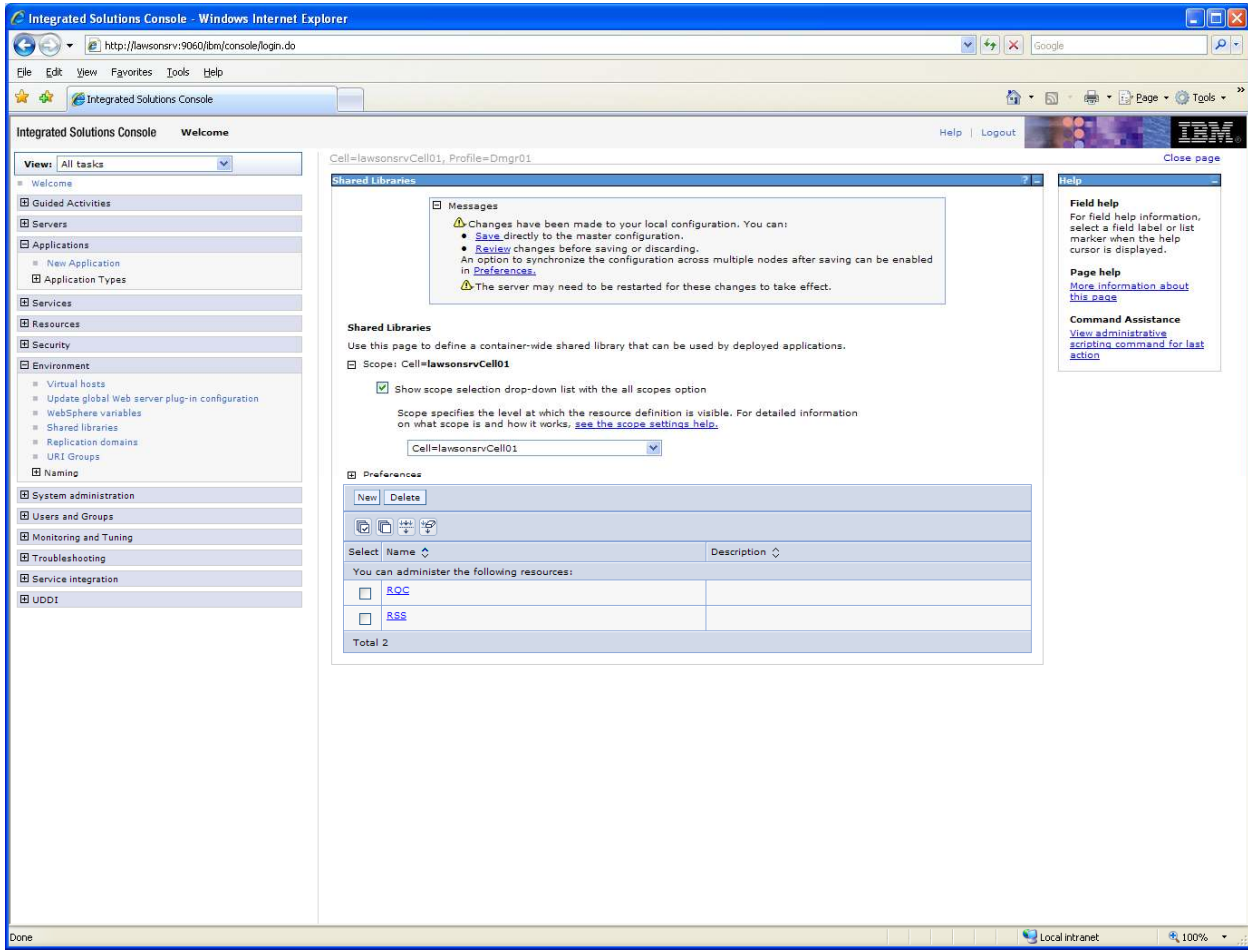 Integrated Solutions Console - Windows Internet Explorer
http://lawsonsrv:9060/ibm/console/login.do
Google
File Edit View Favorites Tools Help
Integrated Solutions Console
Page Tools »
Integrated Solutions Console Welcome
Help | Logout
IBM.
View: All tasks
Welcome
Guided Activities
Servers
Applications
New Application
Application Types
Services
Resources
Security
Environment
Virtual hosts
Update global Web server plug-in configuration
WebSphere variables
Shared libraries
Replication domains
URI Groups
Naming
System administration
Users and Groups
Monitoring and Tuning
Troubleshooting
Service integration
UDDI
Cell=lawsonsrvCell01, Profile=Dmgr01
Close page
Shared Libraries
? -
Messages
Changes have been made to your local configuration. You can:
• Save directly to the master configuration.
• Review changes before saving or discarding.
An option to synchronize the configuration across multiple nodes after saving can be enabled
in Preferences.
The server may need to be restarted for these changes to take effect.
Shared Libraries
Use this page to define a container-wide shared library that can be used by deployed applications.
Scope: Cell=lawsonsrvCell01
Show scope selection drop-down list with the all scopes option
Scope specifies the level at which the resource definition is visible. For detailed information
on what scope is and how it works, see the scope settings help.
Cell=lawsonsrvCell01
Preferences
New Delete
Select Name Description
You can administer the following resources:
RQC
RSS
Total 2
Help
Field help
For field help information,
select a field label or list
marker when the help
cursor is displayed.
Page help
More information about
this page
Command Assistance
View administrative
scripting command for last
action
Done
Local intranet
100%